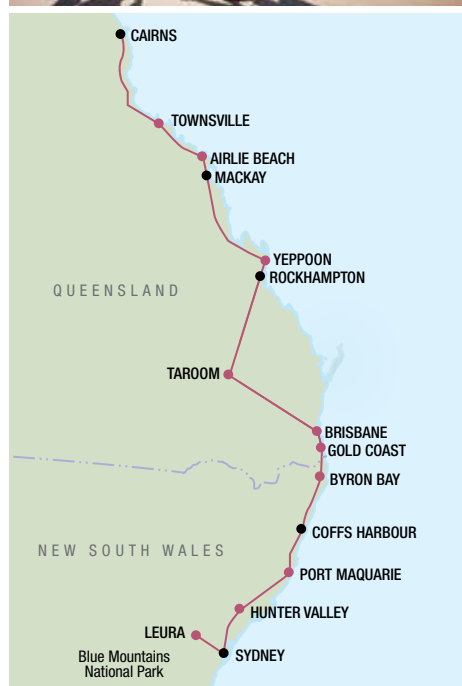 CAIRNS
TOWNSVILLE
AIRLIE BEACH
MACKAY
YEPPOON
ROCKHAMPTON
QUEENSLAND
TAROOM
BRISBANE
GOLD COAST
BYRON BAY
COFFS HARBOUR
NEW SOUTH WALES
PORT MAQUARIE
HUNTER VALLEY
LEURA
SYDNEY
Blue Mountains
National Park